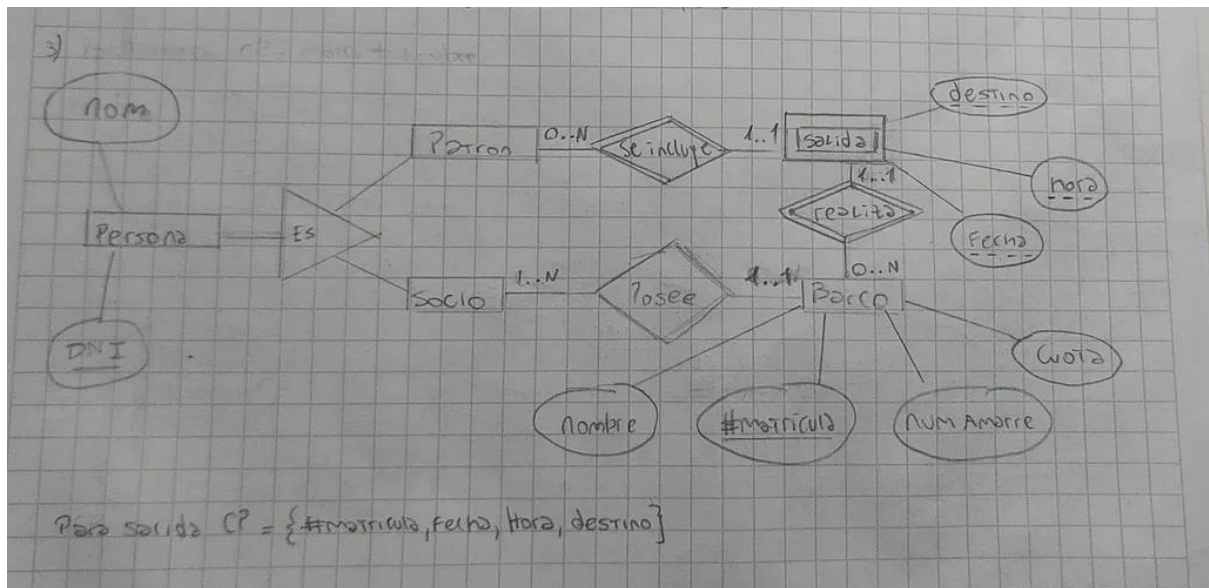 3)
nom
Patron 0..N se incluye 1..1 Salida
destino
hora
Fecha
Persona ES
1..1
realiza
0..N
Socio 1..N Posee 1..1 Barco
DNI
Cuota
nombre #matricula num Amarre
Para salida CP = {#matricula, Fecha, Hora, destino}